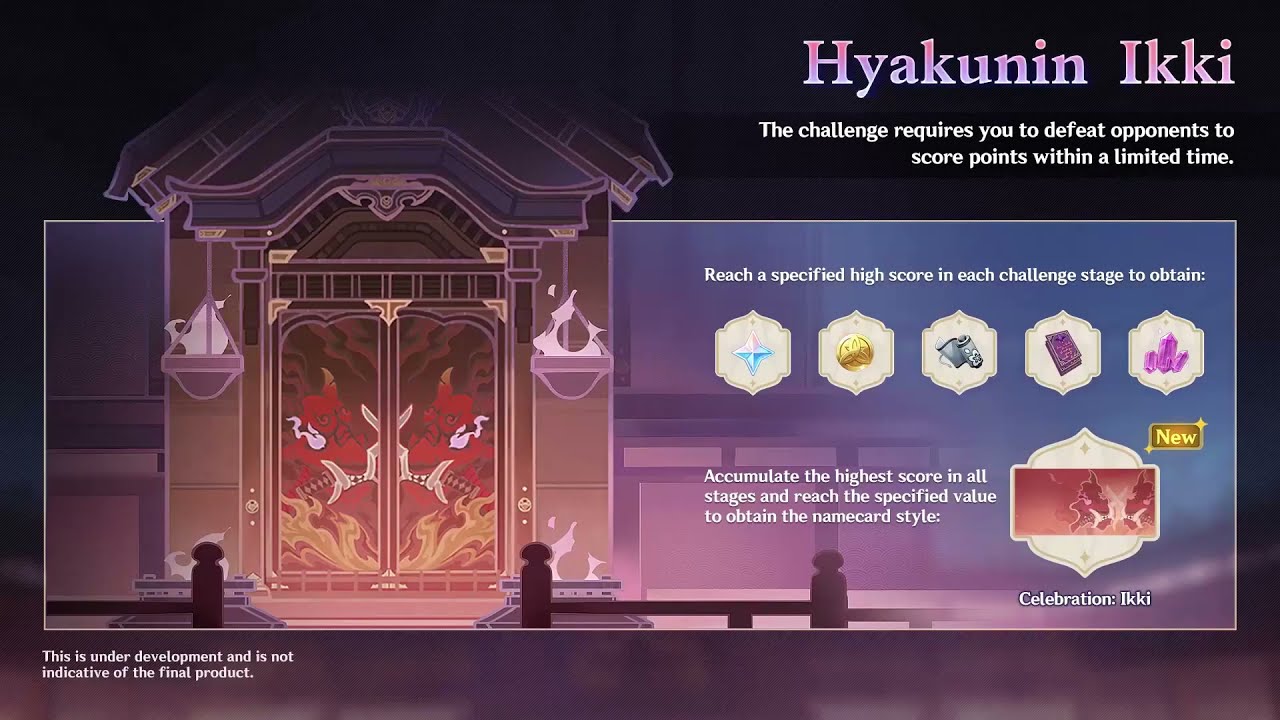 Hyakunin Ikki
The challenge requires you to defeat opponents to
score points within a limited time.
Reach a specified high score in each challenge stage to obtain:
New
Accumulate the highest score in all
stages and reach the specified value
to obtain the namecard style:
Celebration: Ikki
This is under development and is not
indicative of the final product.